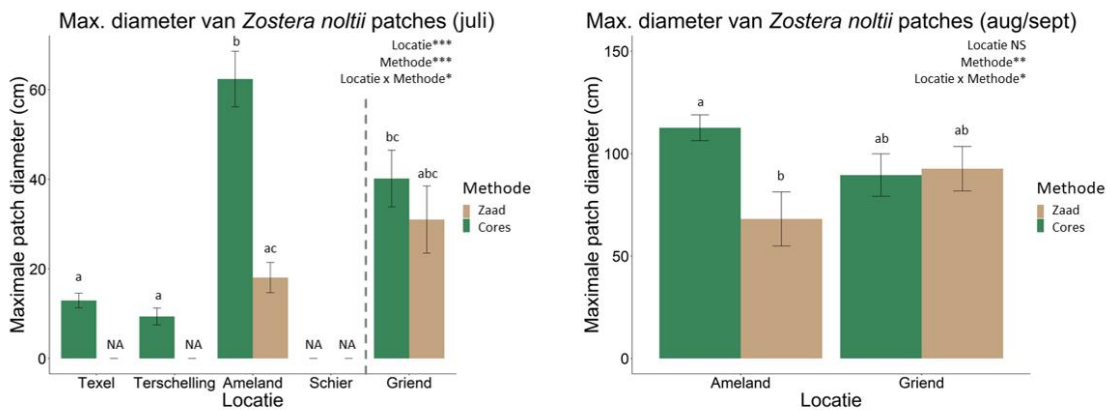 Max. diameter van Zostera noltii patches (juli)
Maximale patch diameter (cm)
60
40
20
0
Locatie***
Methode***
Locatie x Methode*
a
NA
a
NA
b
ac
NA
NA
bc
abc
Texel
Terschelling
Ameland
Schier
Griend
Locatie
Methode
Zaad
Cores
Max. diameter van Zostera noltii patches (aug/sept)
Maximale patch diameter (cm)
150
100
50
0
Locatie NS
Methode**
Locatie x Methode*
a
b
ab
ab
Ameland
Griend
Locatie
Methode
Zaad
Cores